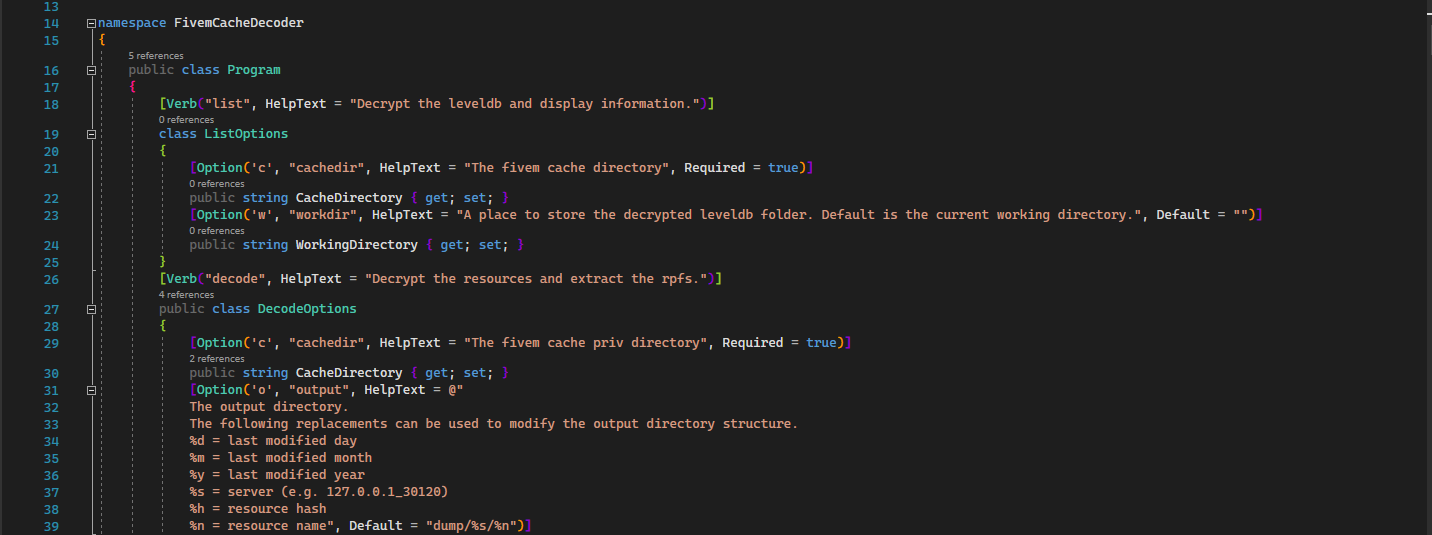 13
14 namespace FivemCacheDecoder
15 {
5 references
16 public class Program
17 {
18 [Verb("list", HelpText = "Decrypt the leveldb and display information.")]
0 references
19 class ListOptions
20 {
21 [Option('c', "cachedir", HelpText = "The fivem cache directory", Required = true)]
0 references
22 public string CacheDirectory { get; set; }
23 [Option('w', "workdir", HelpText = "A place to store the decrypted leveldb folder. Default is the current working directory.", Default = "")]
0 references
24 public string WorkingDirectory { get; set; }
25 }
26 [Verb("decode", HelpText = "Decrypt the resources and extract the rpfs.")]
4 references
27 public class DecodeOptions
28 {
29 [Option('c', "cachedir", HelpText = "The fivem cache priv directory", Required = true)]
2 references
30 public string CacheDirectory { get; set; }
31 [Option('o', "output", HelpText = @"
32 The output directory.
33 The following replacements can be used to modify the output directory structure.
34 %d = last modified day
35 %m = last modified month
36 %y = last modified year
37 %s = server (e.g. 127.0.0.1_30120)
38 %h = resource hash
39 %n = resource name", Default = "dump/%s/%n")]